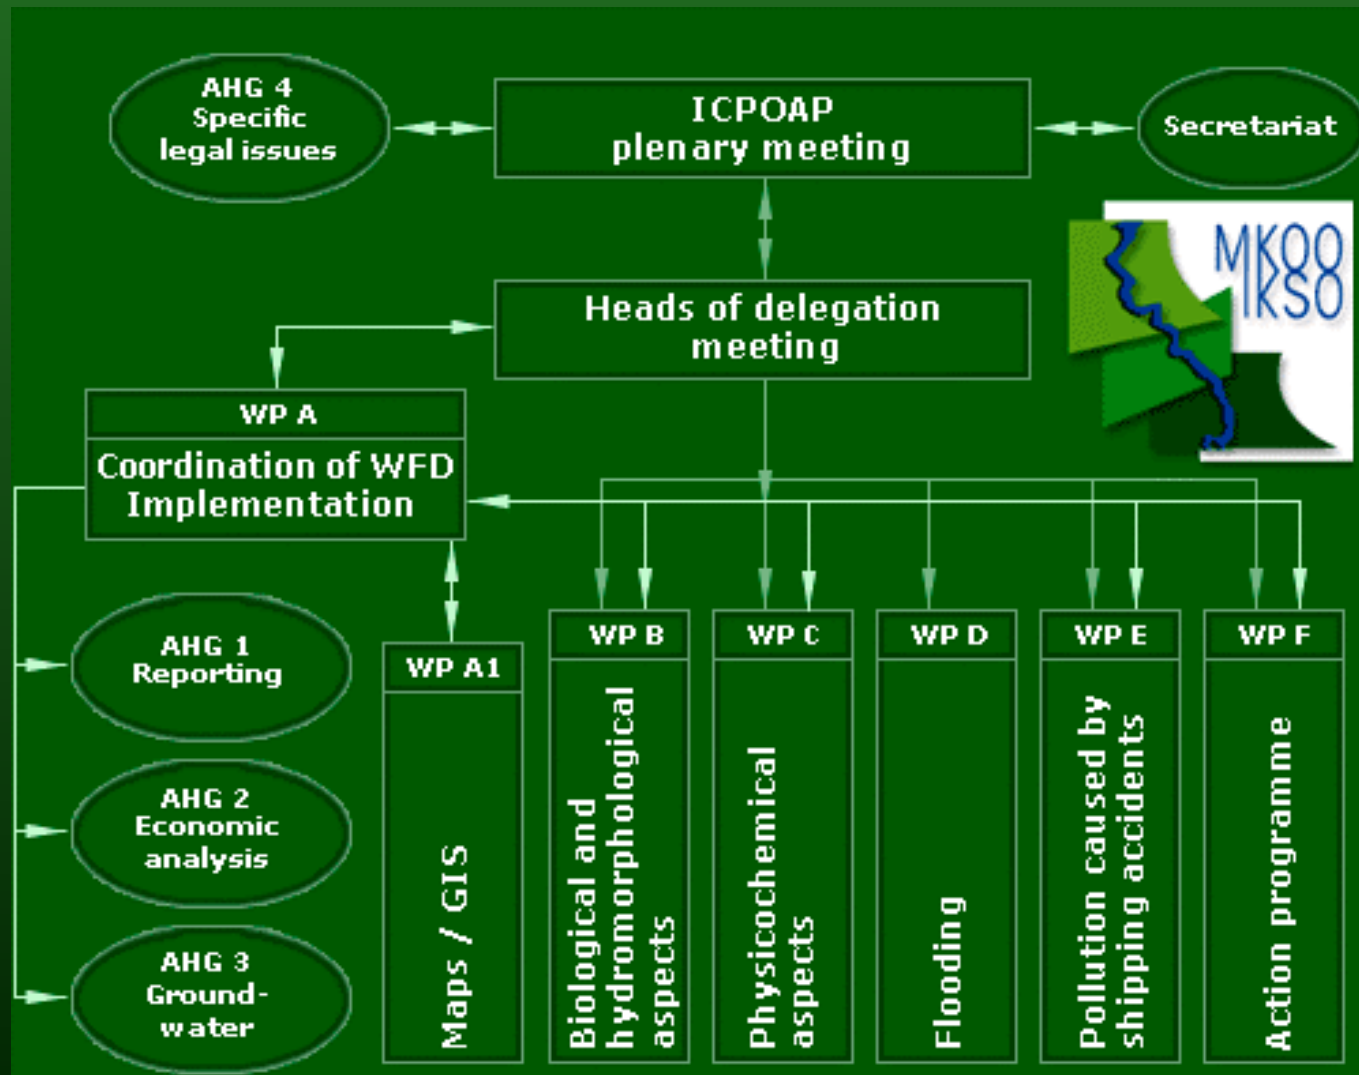 AHG 4
Specific
legal issues
ICPOAP
plenary meeting
Secretariat
MKOO
IKSO
Heads of delegation
meeting
WP A
Coordination of WFD
Implementation
AHG 1
Reporting
AHG 2
Economic
analysis
AHG 3
Ground-
water
WP A1
Maps / GIS
WP B
Biological and
hydromorphological
aspects
WP C
Physicochemical
aspects
WP D
Flooding
WP E
Pollution caused by
shipping accidents
WP F
Action programme